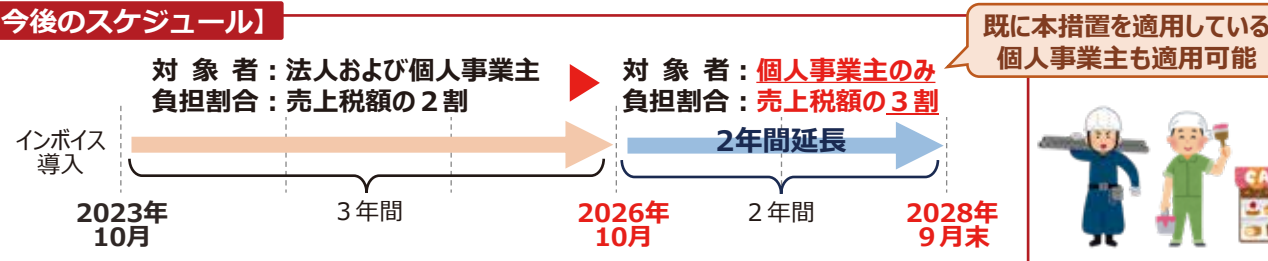 今後のスケジュール】
既に本措置を適用している
個人事業主も適用可能
対象者：法人および個人事業主
負担割合：売上税額の２割
対象者：個人事業主のみ
負担割合：売上税額の３割
インボイス
導入
2年間延長
2023年
10月
３年間
2026年
10月
２年間
2028年
９月末
CA